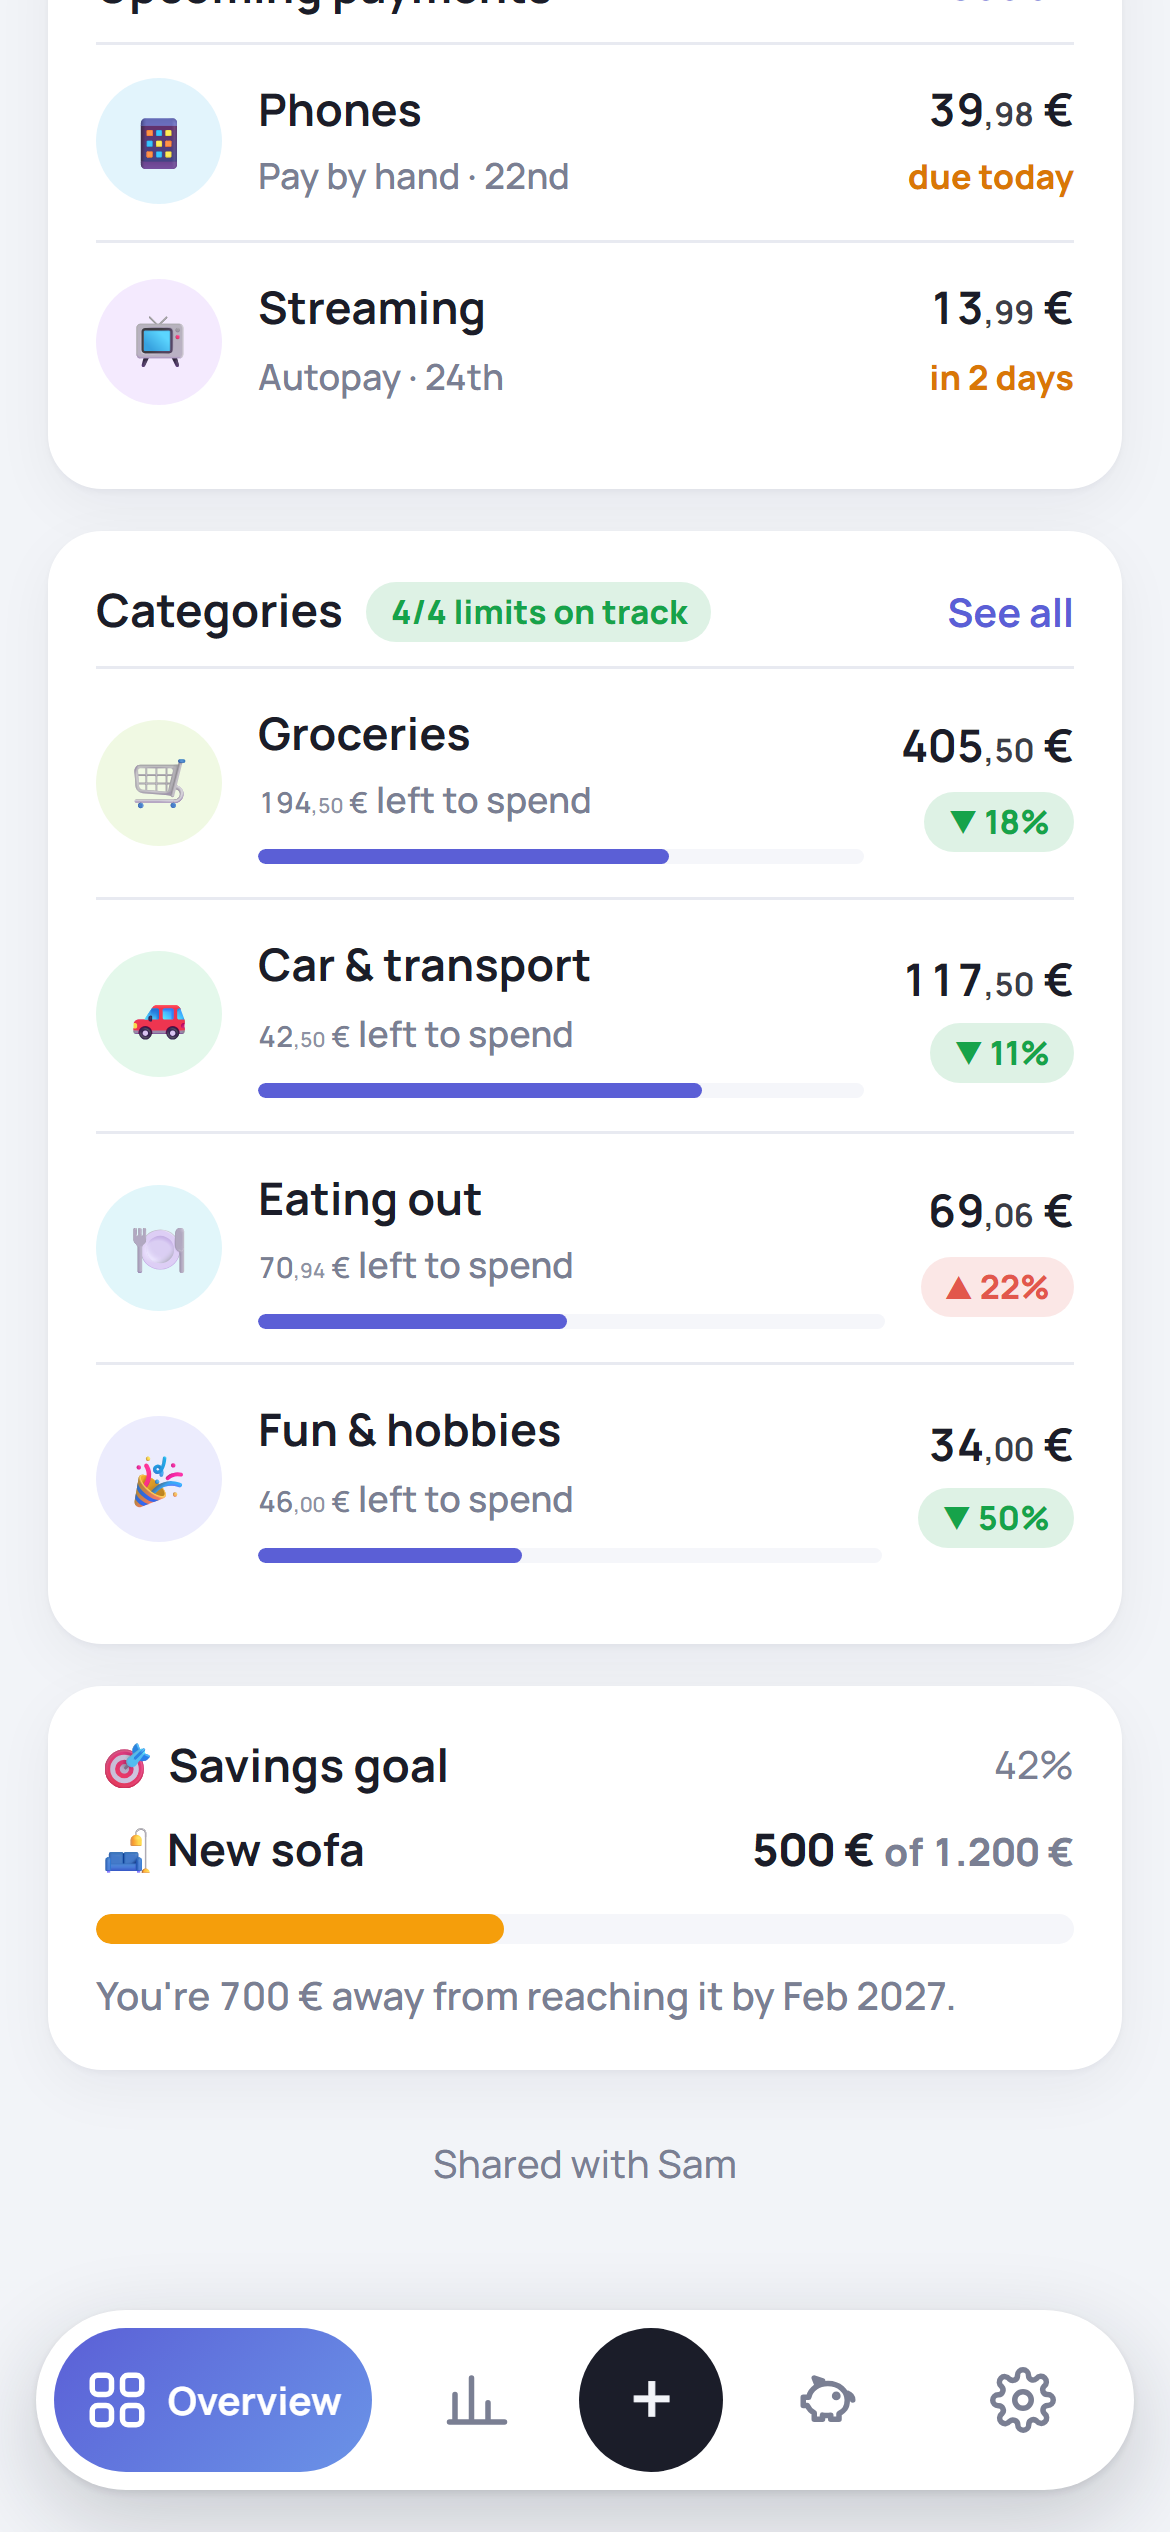 Upcoming payments
Phones
39,98 €
Pay by hand · 22nd
due today
Streaming
13,99 €
Autopay · 24th
in 2 days
Categories
4/4 limits on track
See all
Groceries
405,50 €
194,50 € left to spend
▼ 18%
Car & transport
117,50 €
42,50 € left to spend
▼ 11%
Eating out
69,06 €
70,94 € left to spend
▲ 22%
Fun & hobbies
34,00 €
46,00 € left to spend
▼ 50%
Savings goal
42%
New sofa
500 € of 1.200 €
You're 700 € away from reaching it by Feb 2027.
Shared with Sam
Overview